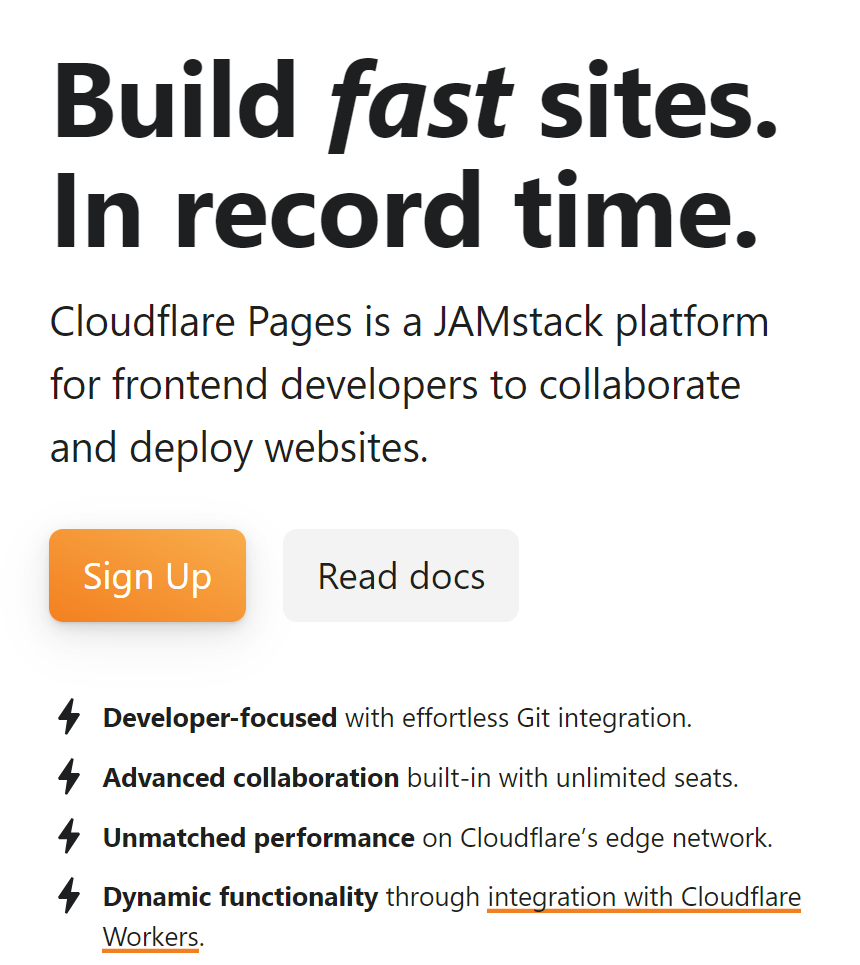 Build fast sites.
In record time.
Cloudflare Pages is a JAMstack platform
for frontend developers to collaborate
and deploy websites.
Sign Up
Read docs
Developer-focused with effortless Git integration.
Advanced collaboration built-in with unlimited seats.
Unmatched performance on Cloudflare’s edge network.
Dynamic functionality through integration with Cloudflare
Workers.